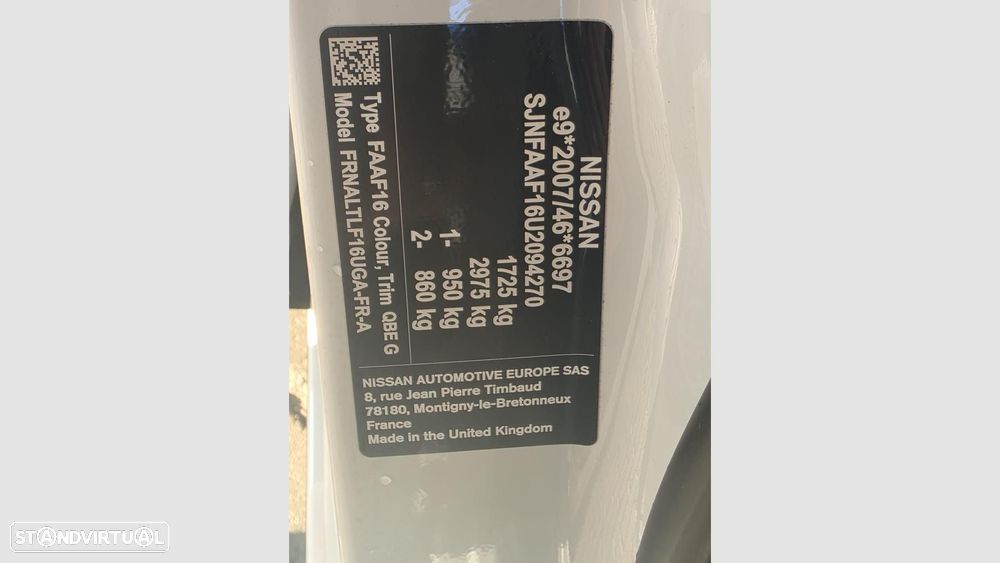 NISSAN
e9*2007/46*6697
SJNFAAF16U2094270
1725 kg
2975 kg
1- 950 kg
2- 860 kg
Type FAAF16 Colour, Trim QBE G
Model FRNALTLF16UGA-FR-A
NISSAN AUTOMOTIVE EUROPE SAS
8, rue Jean Pierre Timbaud
78180, Montigny-le-Bretonneux
France
Made in the United Kingdom
STANDVIRTUAL